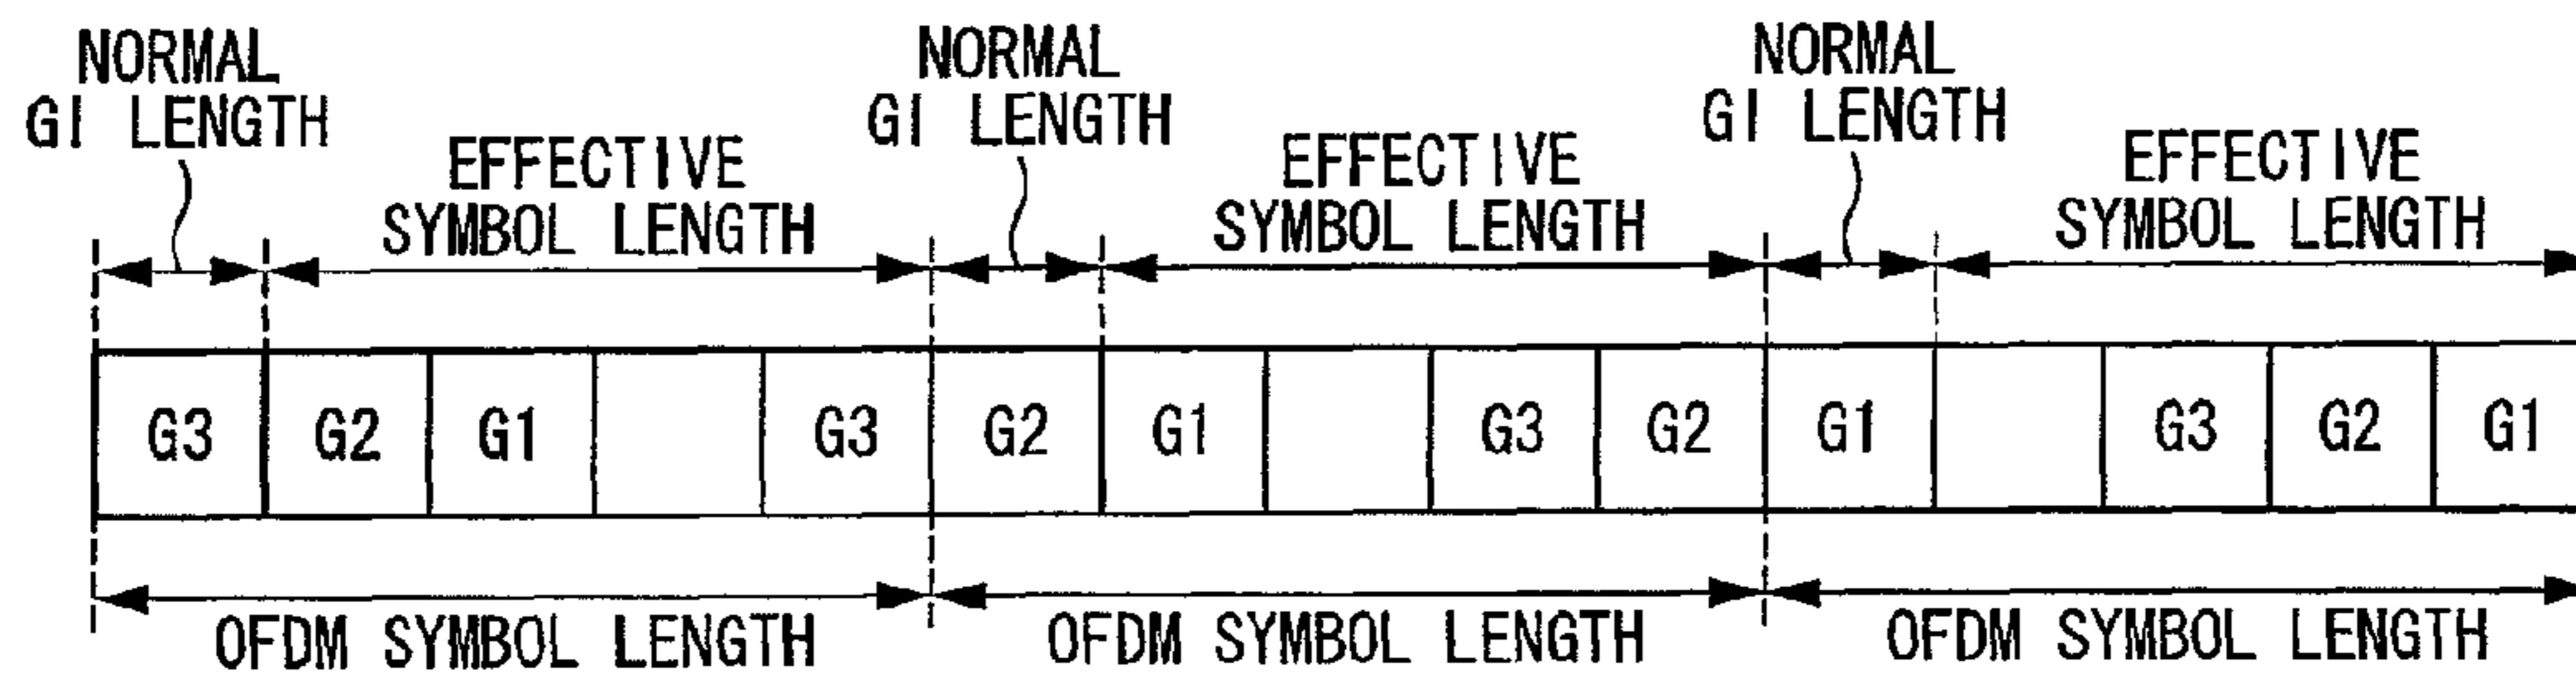 NORMAL
GI LENGTH
EFFECTIVE
SYMBOL LENGTH
NORMAL
GI LENGTH
EFFECTIVE
SYMBOL LENGTH
NORMAL
GI LENGTH
EFFECTIVE
SYMBOL LENGTH
G3 G2 G1 G3 G2 G1 G3 G2 G1 G3 G2 G1
OFDM SYMBOL LENGTH
OFDM SYMBOL LENGTH
OFDM SYMBOL LENGTH